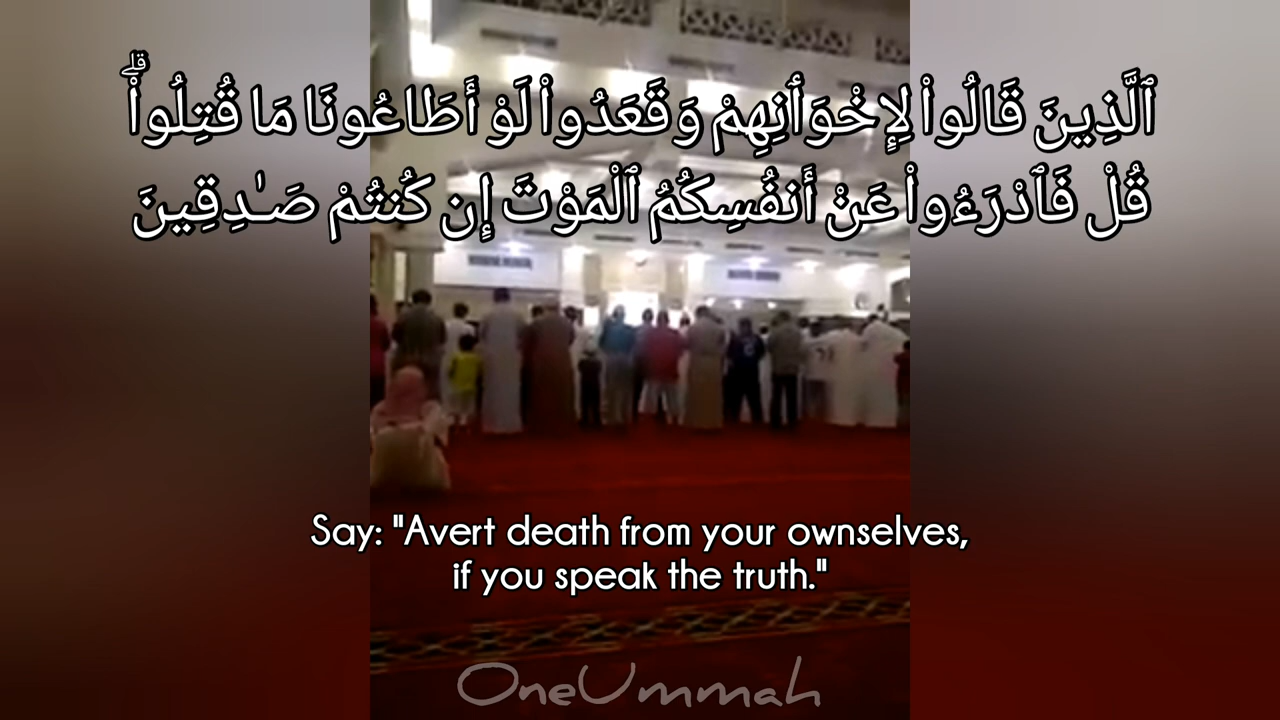 ٱلَّذِينَ قَالُوا۟ لِإِخْوَٰنِهِمْ وَقَعَدُوا۟ لَوْ أَطَاعُونَا مَا قُتِلُوا۟ ۗ
قُلْ فَٱدْرَءُوا۟ عَنْ أَنفُسِكُمُ ٱلْمَوْتَ إِن كُنتُمْ صَـٰدِقِينَ
Say: "Avert death from your ownselves,
if you speak the truth."
OneUmmah